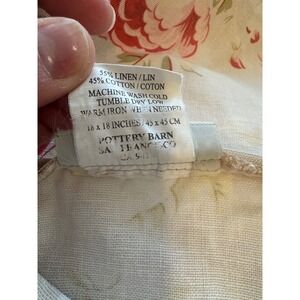 55% LINEN/LIN
45% COTTON/COTON
MACHINE WASH COLD
TUMBLE DRY LOW
WARM IRON WHEN NEEDED
18 x 18 INCHES / 45 x 45 CM
POTTERY BARN
SAN FRANCISCO